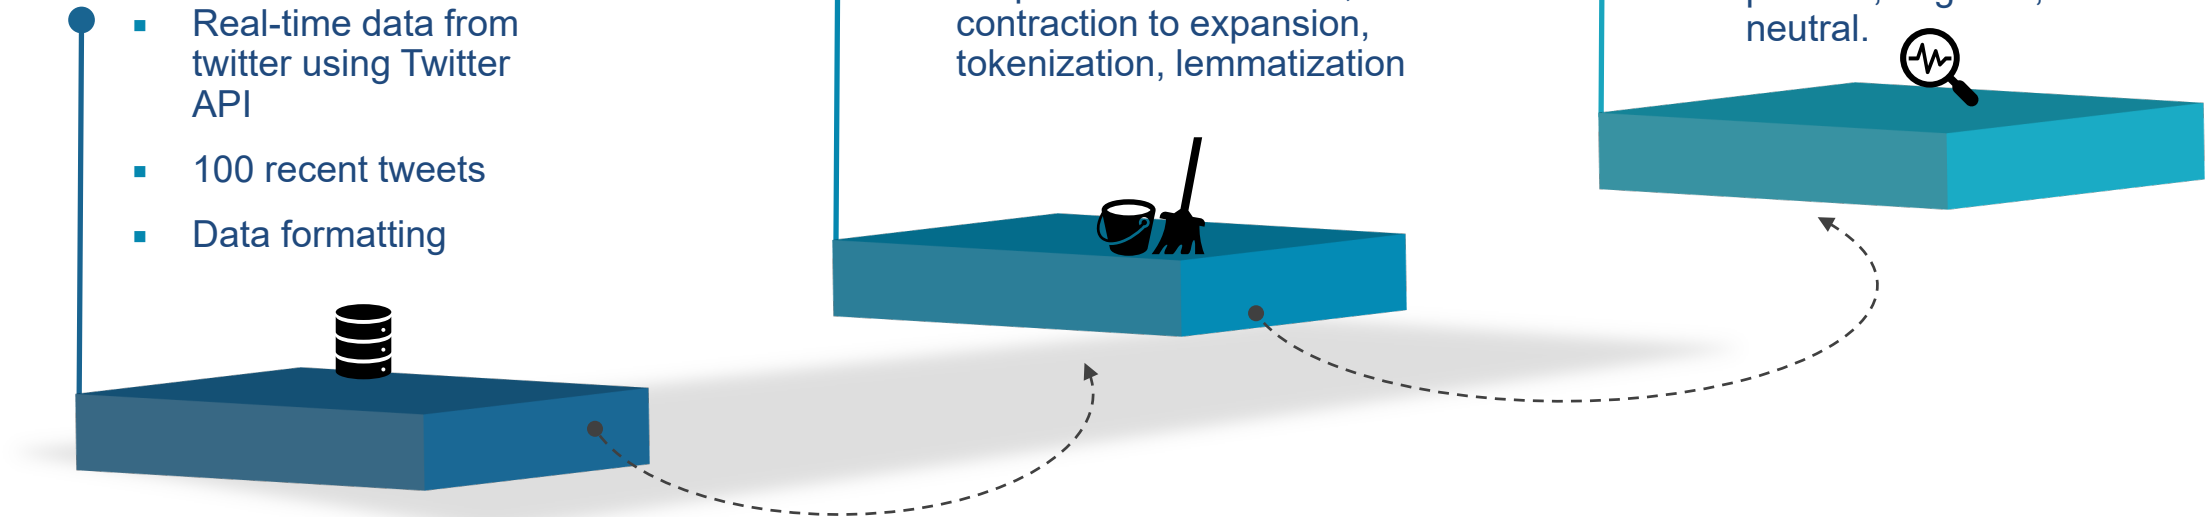 Real-time data from
twitter using Twitter
API
100 recent tweets
Data formatting
contraction to expansion,
tokenization, lemmatization
neutral.